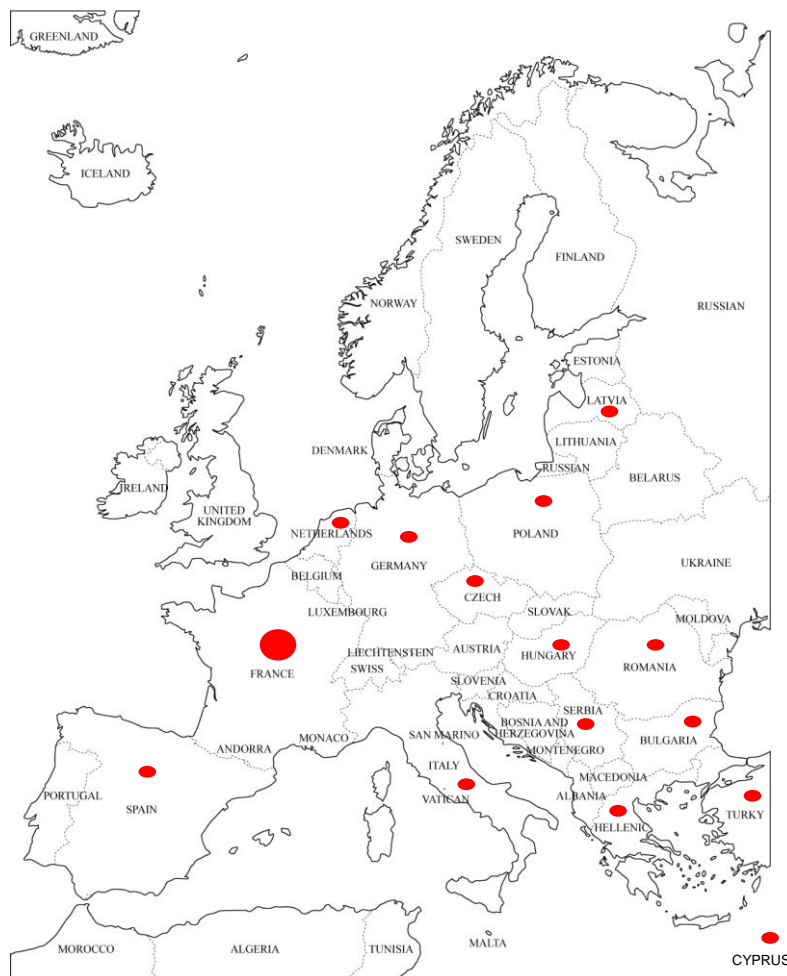 GREENLAND
ICELAND
SWEDEN
FINLAND
NORWAY
RUSSIAN
ESTONIA
LATVIA
DENMARK
LITHUANIA
RUSSIAN
BELARUS
IRELAND
UNITED
KINGDOM
NETHERLANDS
POLAND
GERMANY
UKRAINE
BELGIUM
CZECH
LUXEMBOURG
SLOVAK
MOLDOVA
LIECHTENSTEIN
AUSTRIA
SWISS
HUNGARY
ROMANIA
FRANCE
SLOVENIA
CROATIA
SERBIA
BOSNIA AND
HERZEGOVINA
SAN MARINO
MONACO
ANDORRA
MONTENEGRO
BULGARIA
ITALY
MACEDONIA
PORTUGAL
SPAIN
VATICAN
ALBANIA
HELLENIC
TURKY
MOROCCO
ALGERIA
TUNISIA
MALTA
CYPRUS